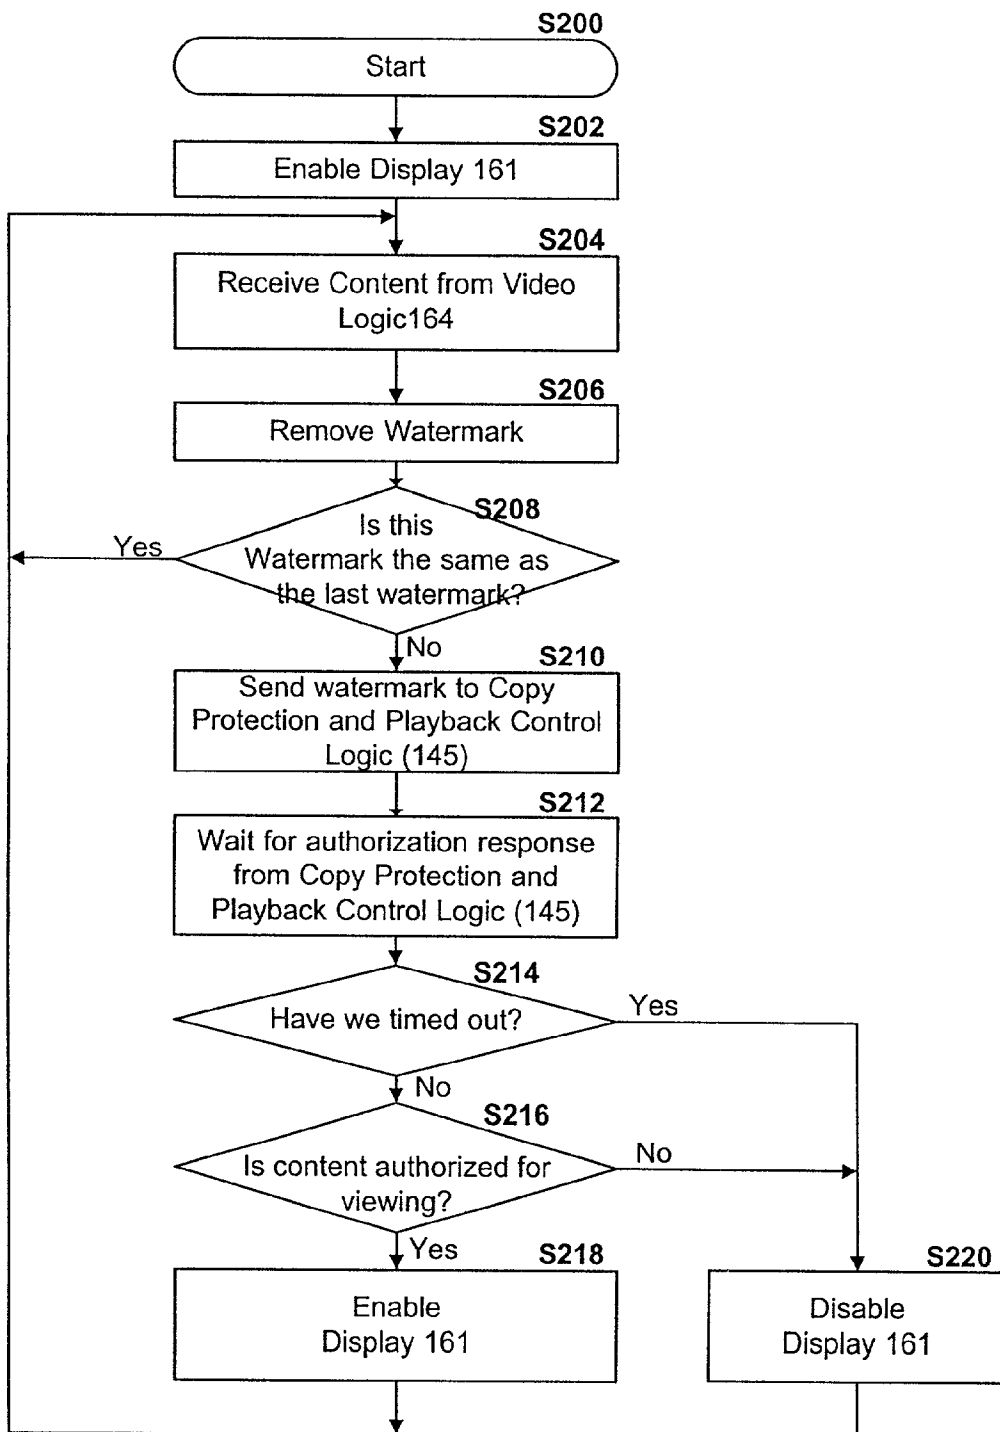 S200
Start
S202
Enable Display 161
S204
Receive Content from Video
Logic164
S206
Remove Watermark
S208
Is this
Watermark the same as
the last watermark?
Yes
No
S210
Send watermark to Copy
Protection and Playback Control
Logic (145)
S212
Wait for authorization response
from Copy Protection and
Playback Control Logic (145)
S214
Have we timed out?
Yes
No
S216
Is content authorized for
viewing?
No
Yes
S218
Enable
Display 161
S220
Disable
Display 161